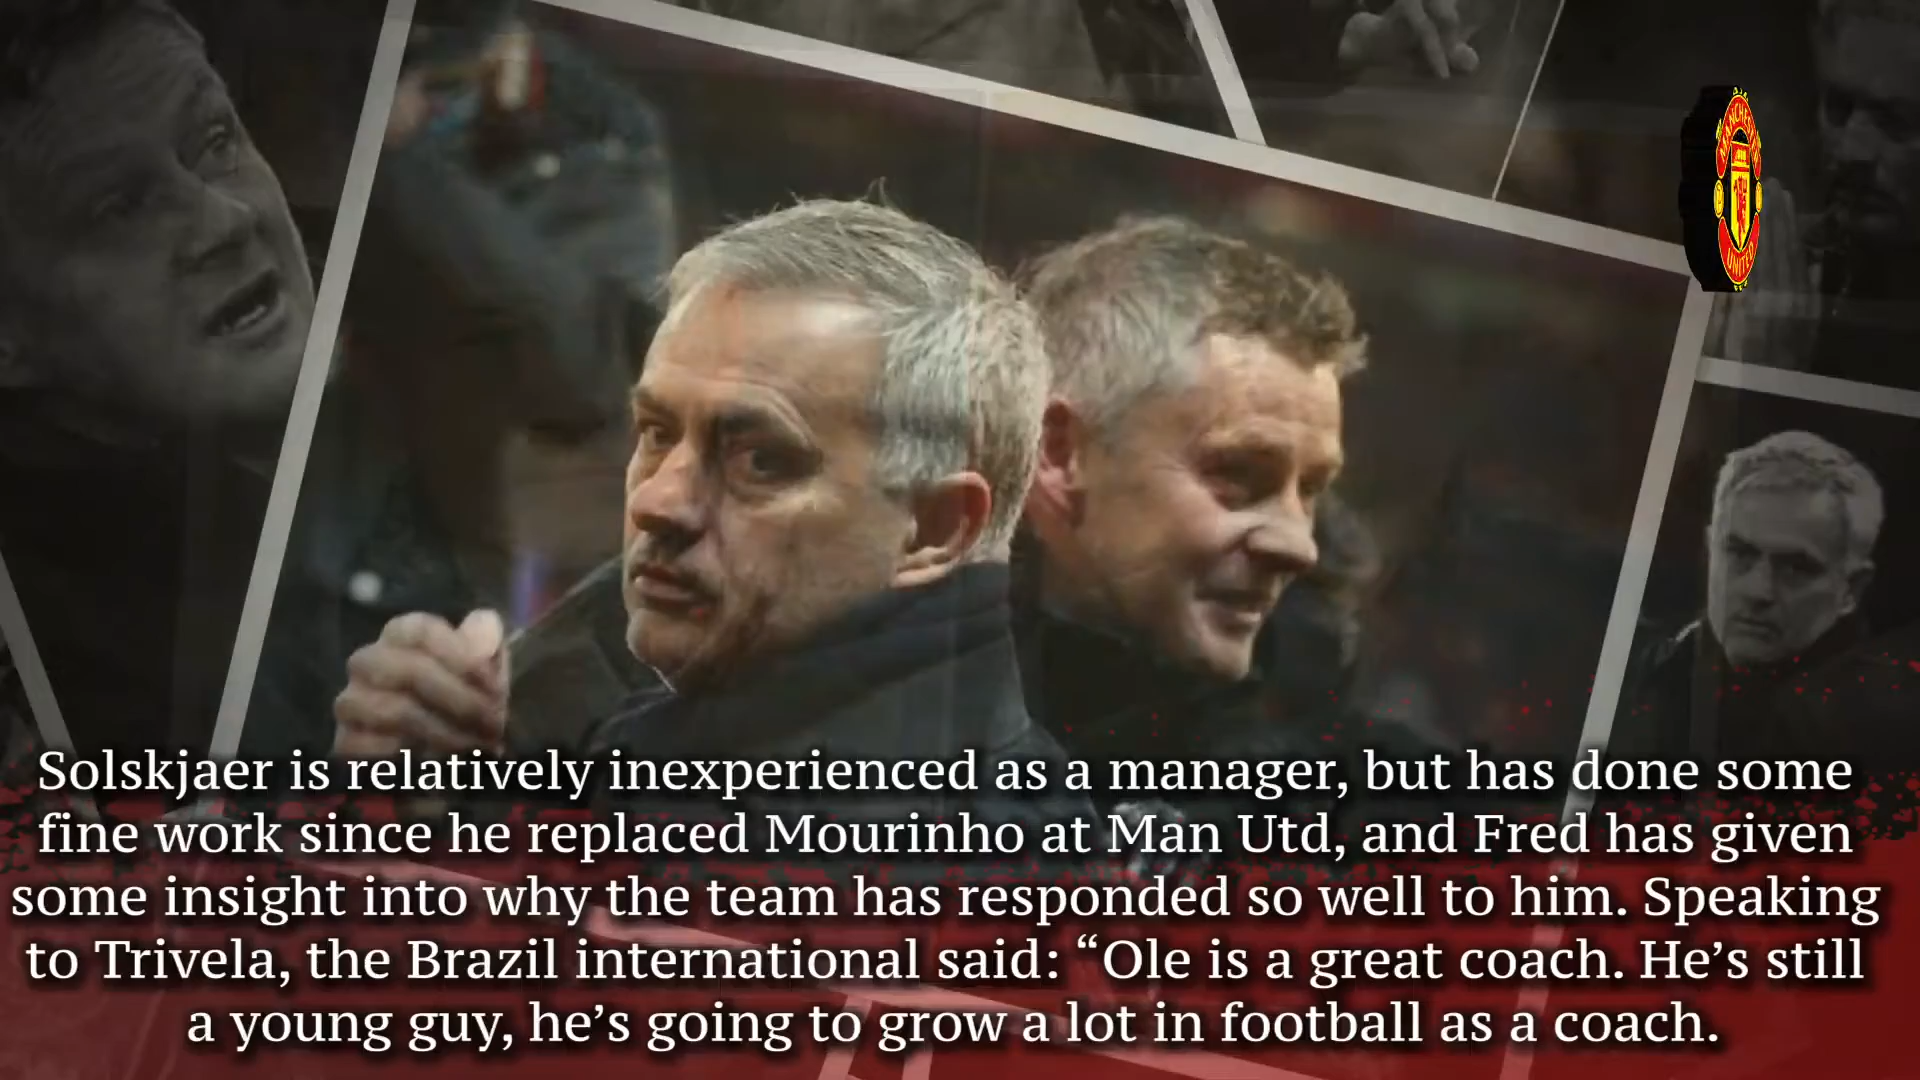 MANCHESTER
UNITED
Solskjaer is relatively inexperienced as a manager, but has done some
fine work since he replaced Mourinho at Man Utd, and Fred has given
some insight into why the team has responded so well to him. Speaking
to Trivela, the Brazil international said: “Ole is a great coach. He’s still
a young guy, he’s going to grow a lot in football as a coach.